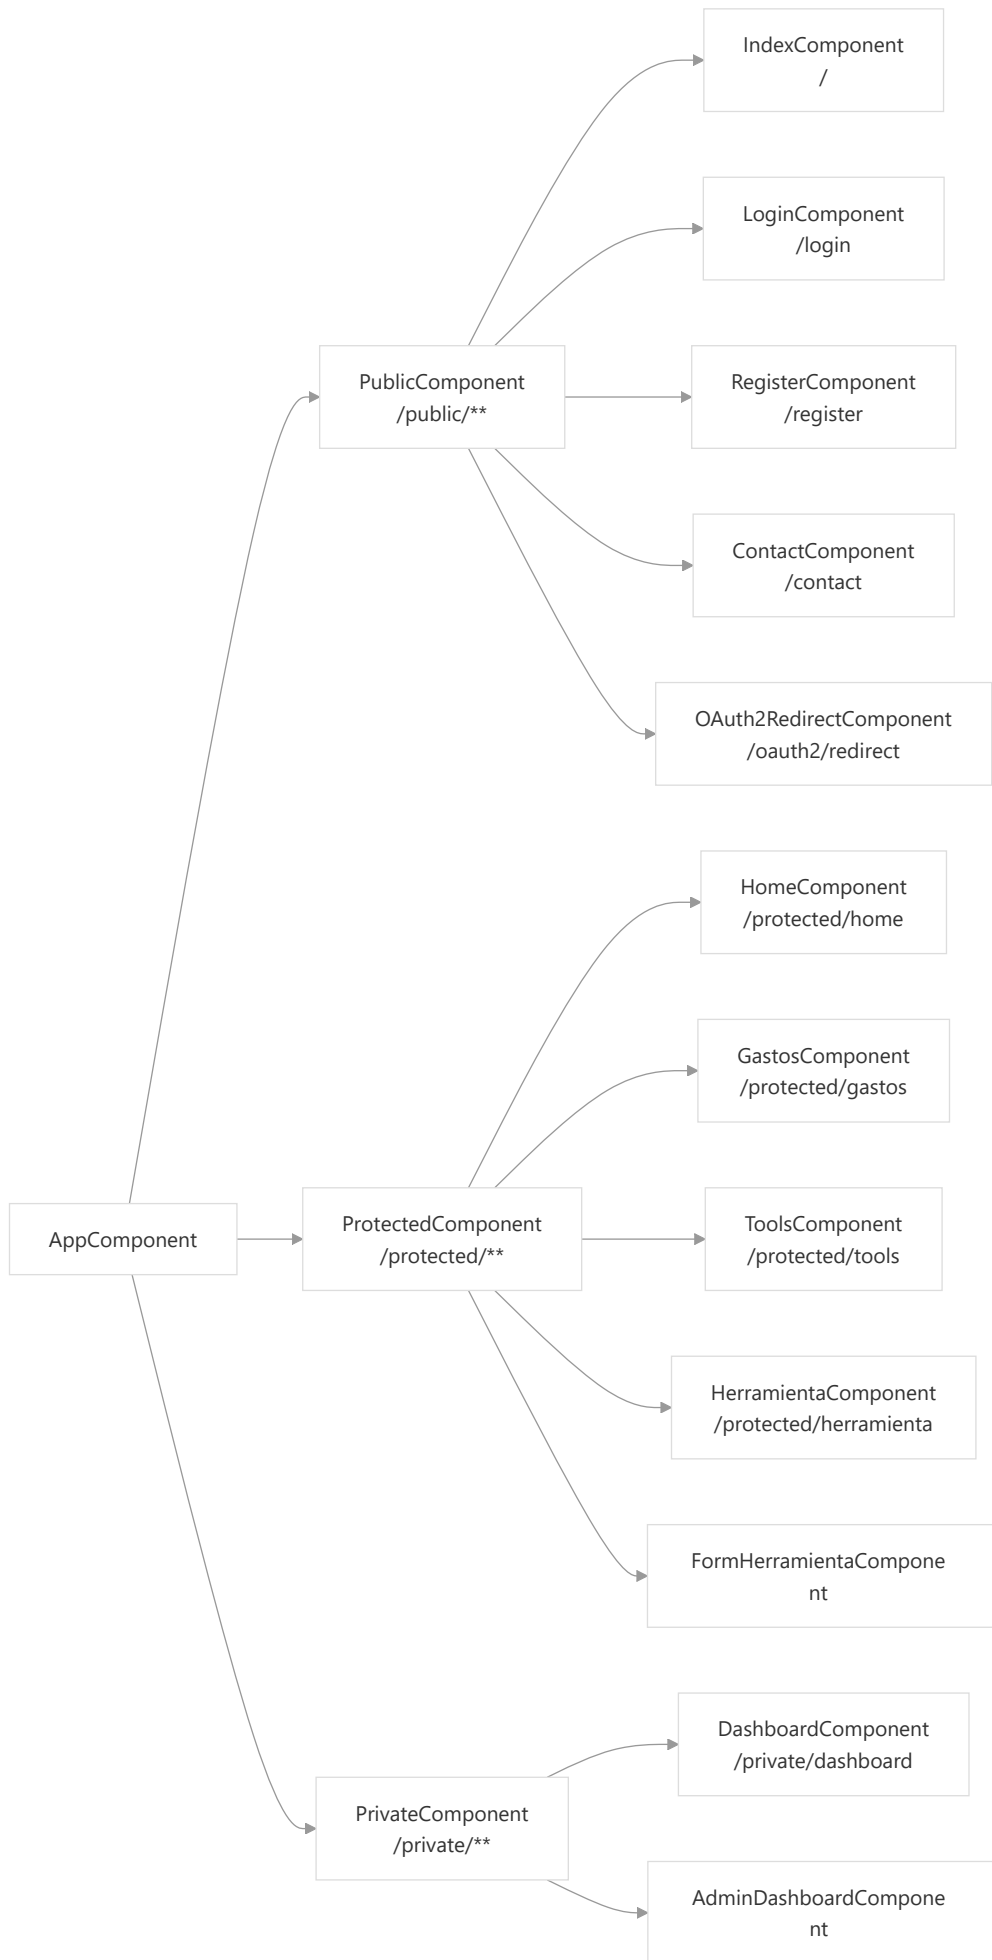 IndexComponent
/
LoginComponent
/login
PublicComponent
/public/**
RegisterComponent
/register
ContactComponent
/contact
OAuth2RedirectComponent
/oauth2/redirect
HomeComponent
/protected/home
GastosComponent
/protected/gastos
AppComponent
ProtectedComponent
/protected/**
ToolsComponent
/protected/tools
HerramientaComponent
/protected/herramienta
FormHerramientaCompone
nt
DashboardComponent
/private/dashboard
PrivateComponent
/private/**
AdminDashboardCompone
nt